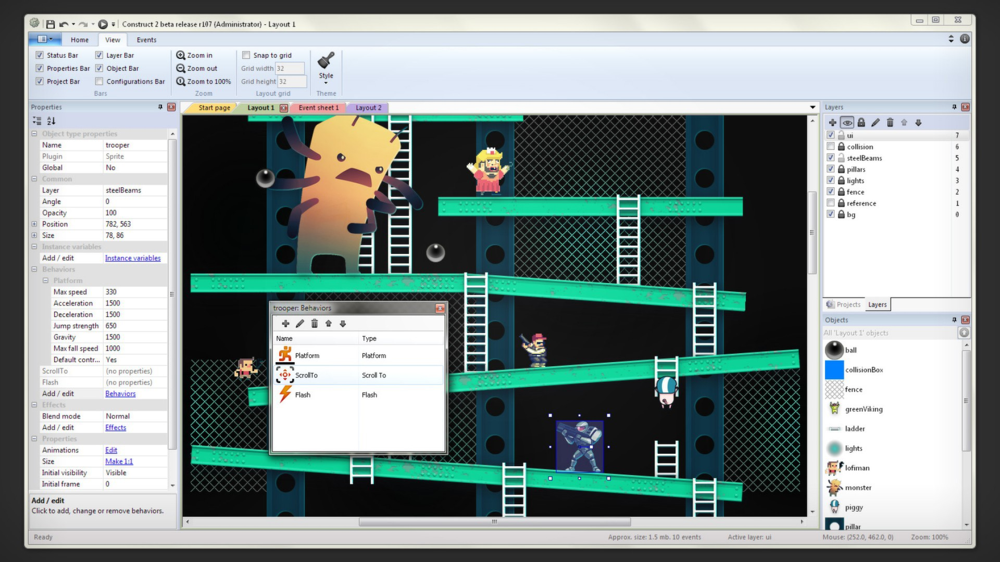 Construct 2 beta release r107 (Administrator) - Layout 1
Home View Events
Status Bar Layer Bar Zoom in Snap to grid
Properties Bar Object Bar Zoom out Grid width 32
Project Bar Configurations Bar Zoom to 100% Grid height 32 Style
Bars Zoom Layout grid Theme
Properties
Object type properties
Name trooper
Plugin Sprite
Global No
Common
Layer steelBeams
Angle 0
Opacity 100
Position 782, 563
Size 78, 86
Instance variables
Add / edit Instance variables
Behaviors
Platform
Max speed 330
Acceleration 1500
Deceleration 1500
Jump strength 650
Gravity 1500
Max fall speed 1000
Default contr... Yes
ScrollTo (no properties)
Flash (no properties)
Add / edit Behaviors
Effects
Blend mode Normal
Add / edit Effects
Properties
Animations Edit
Size Make 1:1
Initial visibility Visible
Initial frame 0
Add / edit
Click to add, change or remove behaviors.
Start page Layout 1 Event sheet 1 Layout 2
trooper: Behaviors
Name Type
Platform Platform
ScrollTo Scroll To
Flash Flash
Layers
ui 7
collision 6
steelBeams 5
pillars 4
lights 3
fence 2
reference 1
bg 0
Projects Layers
Objects
All 'Layout 1' objects
ball
collisionBox
fence
greenViking
ladder
lights
lofiman
monster
piggy
pillar
Ready Approx. size: 1.5 mb. 10 events Active layer: ui Mouse: (252.0, 462.0, 0) Zoom: 100%